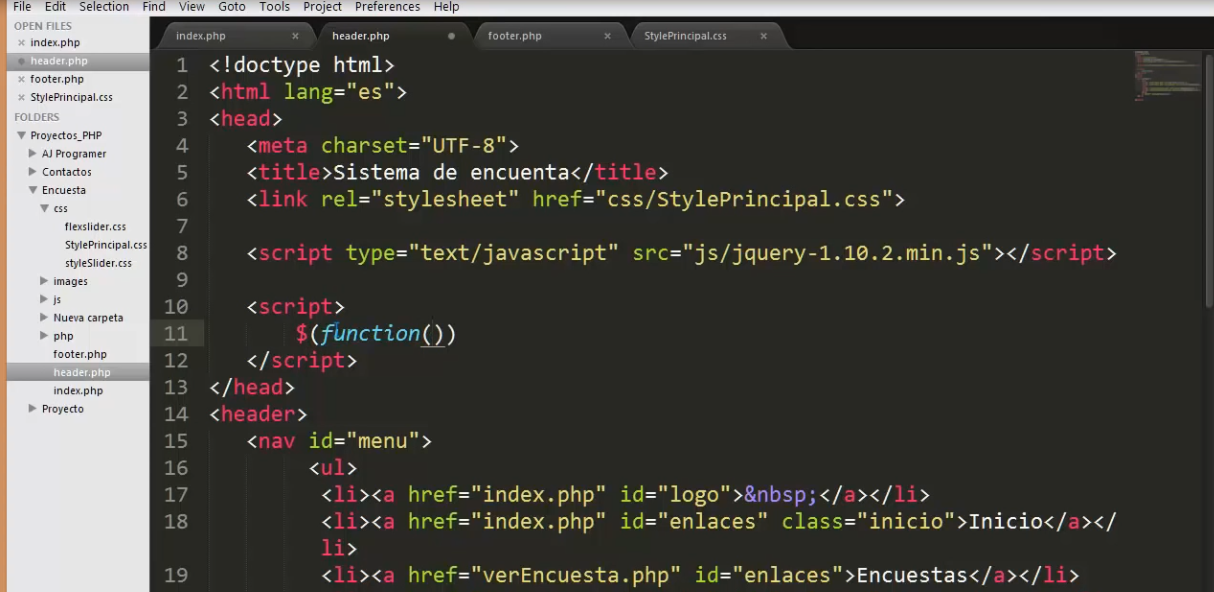 File Edit Selection Find View Goto Tools Project Preferences Help
OPEN FILES
index.php
header.php
footer.php
StylePrincipal.css
FOLDERS
Proyectos_PHP
AJ Programer
Contactos
Encuesta
css
flexslider.css
StylePrincipal.css
styleSlider.css
images
js
Nueva carpeta
php
footer.php
header.php
index.php
Proyecto
index.php header.php footer.php StylePrincipal.css
1 <!doctype html>
2 <html lang="es">
3 <head>
4 <meta charset="UTF-8">
5 <title>Sistema de encuenta</title>
6 <link rel="stylesheet" href="css/StylePrincipal.css">
7
8 <script type="text/javascript" src="js/jquery-1.10.2.min.js"></script>
9
10 <script>
11 $(function())
12 </script>
13 </head>
14 <header>
15 <nav id="menu">
16 <ul>
17 <li><a href="index.php" id="logo">&nbsp;</a></li>
18 <li><a href="index.php" id="enlaces" class="inicio">Inicio</a></
li>
19 <li><a href="verEncuesta.php" id="enlaces">Encuestas</a></li>